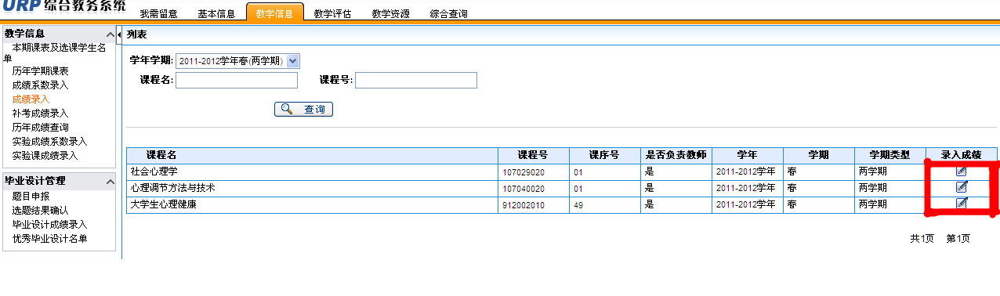 URP 综合教务系统
我需留意 基本信息 教学信息 教学评估 教学资源 综合查询
教学信息
本期课表及选课学生名
单
历年学期课表
成绩系数录入
成绩录入
补考成绩录入
历年成绩查询
实验成绩系数录入
实验课成绩录入
毕业设计管理
题目申报
选题结果确认
毕业设计成绩录入
优秀毕业设计名单
列表
学年学期: 2011-2012学年春(两学期)
课程名: 课程号:
查询
课程名 课程号 课序号 是否负责教师 学年 学期 学期类型 录入成绩
社会心理学 107029020 01 是 2011-2012学年 春 两学期
心理调节方法与技术 107040020 01 是 2011-2012学年 春 两学期
大学生心理健康 912002010 49 是 2011-2012学年 春 两学期
共1页 第1页